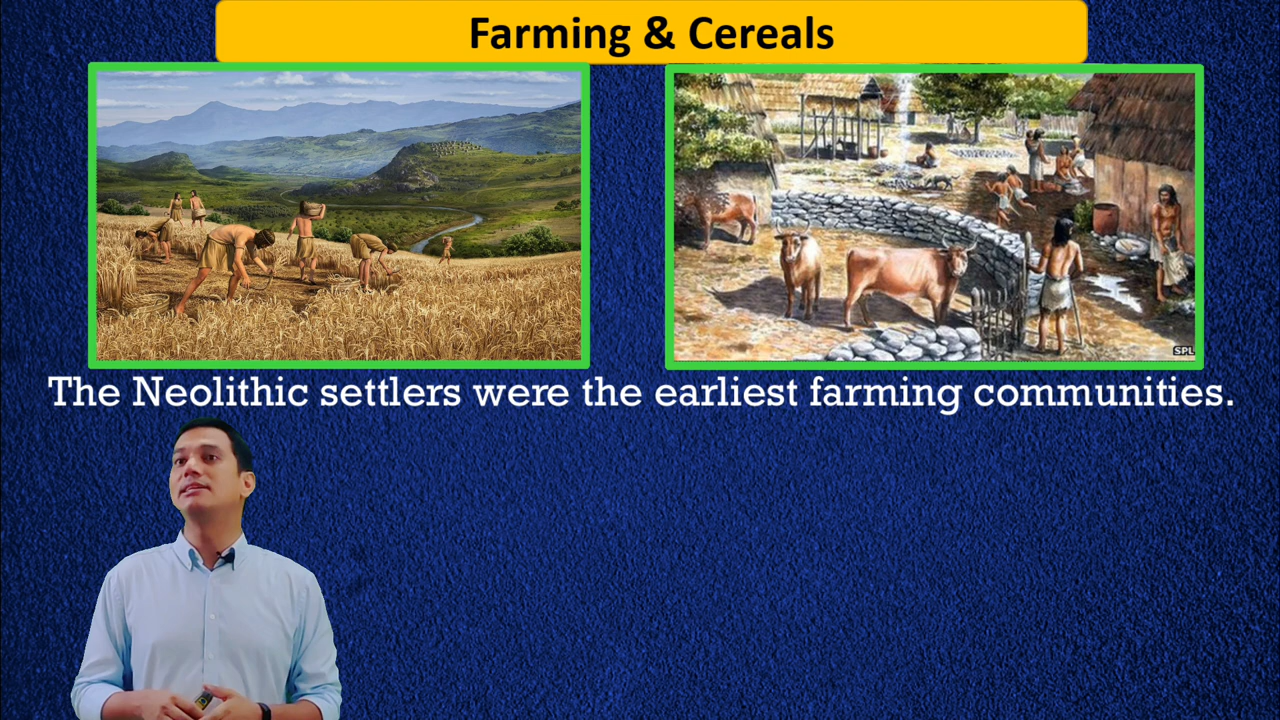 Farming & Cereals
SPL
The Neolithic settlers were the earliest farming communities.